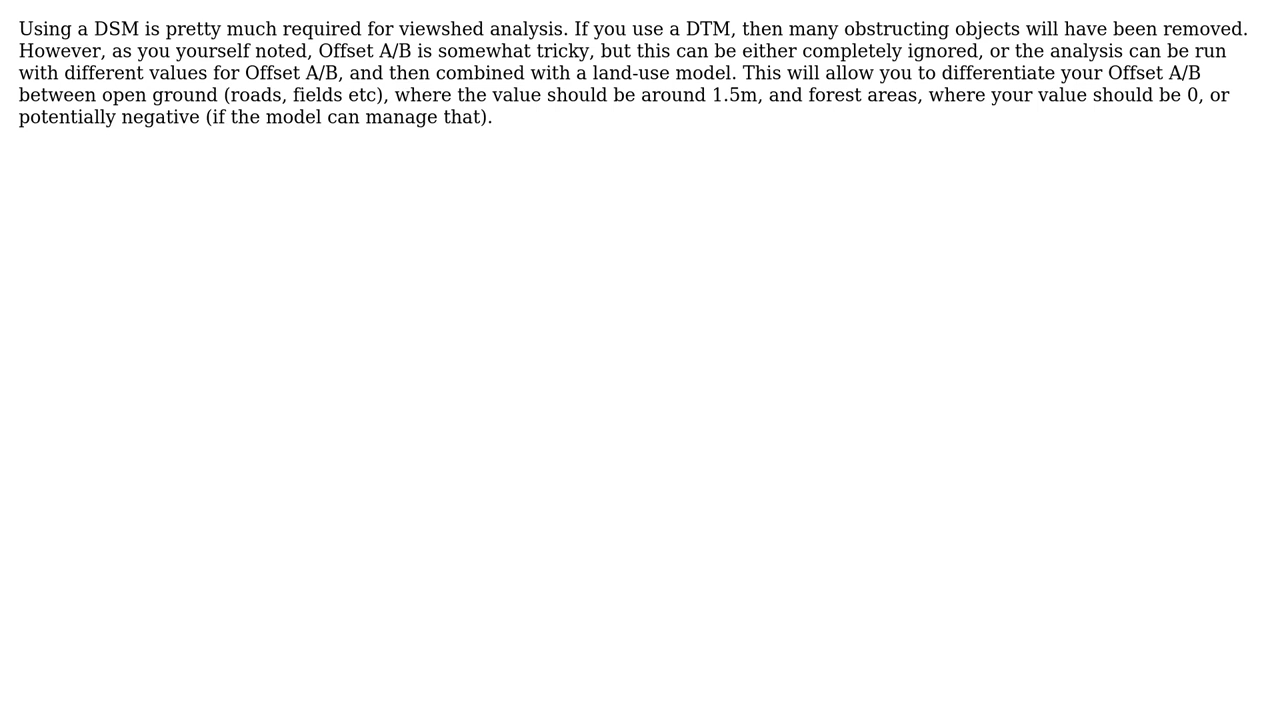 Using a DSM is pretty much required for viewshed analysis. If you use a DTM, then many obstructing objects will have been removed.
However, as you yourself noted, Offset A/B is somewhat tricky, but this can be either completely ignored, or the analysis can be run
with different values for Offset A/B, and then combined with a land-use model. This will allow you to differentiate your Offset A/B
between open ground (roads, fields etc), where the value should be around 1.5m, and forest areas, where your value should be 0, or
potentially negative (if the model can manage that).